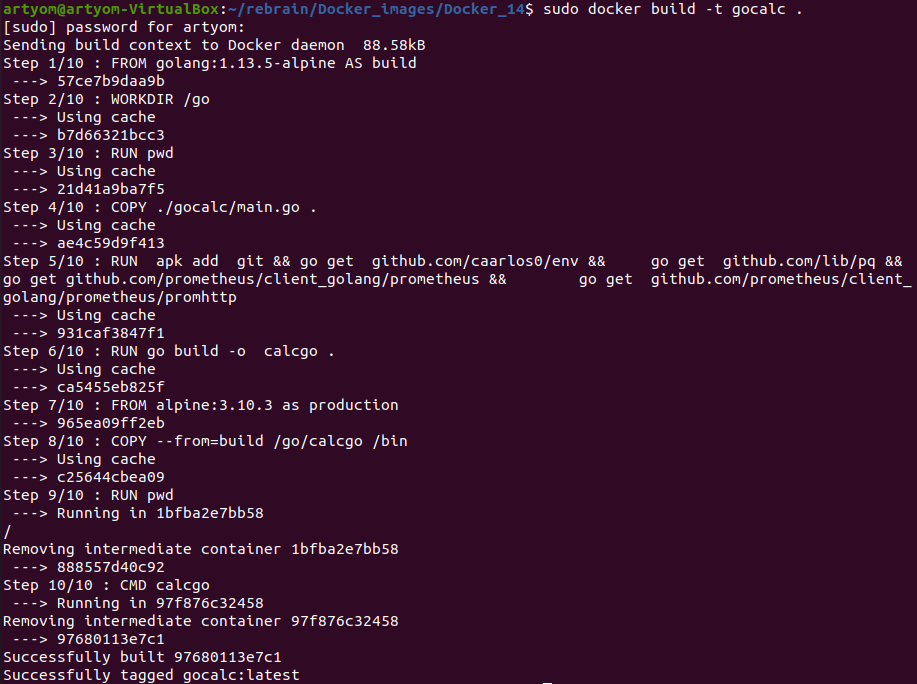 artyom@artyom-VirtualBox:~/rebrain/Docker_images/Docker_14$ sudo docker build -t gocalc .
[sudo] password for artyom:
Sending build context to Docker daemon  88.58kB
Step 1/10 : FROM golang:1.13.5-alpine AS build
 ---> 57ce7b9daa9b
Step 2/10 : WORKDIR /go
 ---> Using cache
 ---> b7d66321bcc3
Step 3/10 : RUN pwd
 ---> Using cache
 ---> 21d41a9ba7f5
Step 4/10 : COPY ./gocalc/main.go .
 ---> Using cache
 ---> ae4c59d9f413
Step 5/10 : RUN  apk add  git && go get  github.com/caarlos0/env &&     go get  github.com/lib/pq &&
go get github.com/prometheus/client_golang/prometheus &&        go get  github.com/prometheus/client_
golang/prometheus/promhttp
 ---> Using cache
 ---> 931caf3847f1
Step 6/10 : RUN go build -o  calcgo .
 ---> Using cache
 ---> ca5455eb825f
Step 7/10 : FROM alpine:3.10.3 as production
 ---> 965ea09ff2eb
Step 8/10 : COPY --from=build /go/calcgo /bin
 ---> Using cache
 ---> c25644cbea09
Step 9/10 : RUN pwd
 ---> Running in 1bfba2e7bb58
/
Removing intermediate container 1bfba2e7bb58
 ---> 888557d40c92
Step 10/10 : CMD calcgo
 ---> Running in 97f876c32458
Removing intermediate container 97f876c32458
 ---> 97680113e7c1
Successfully built 97680113e7c1
Successfully tagged gocalc:latest